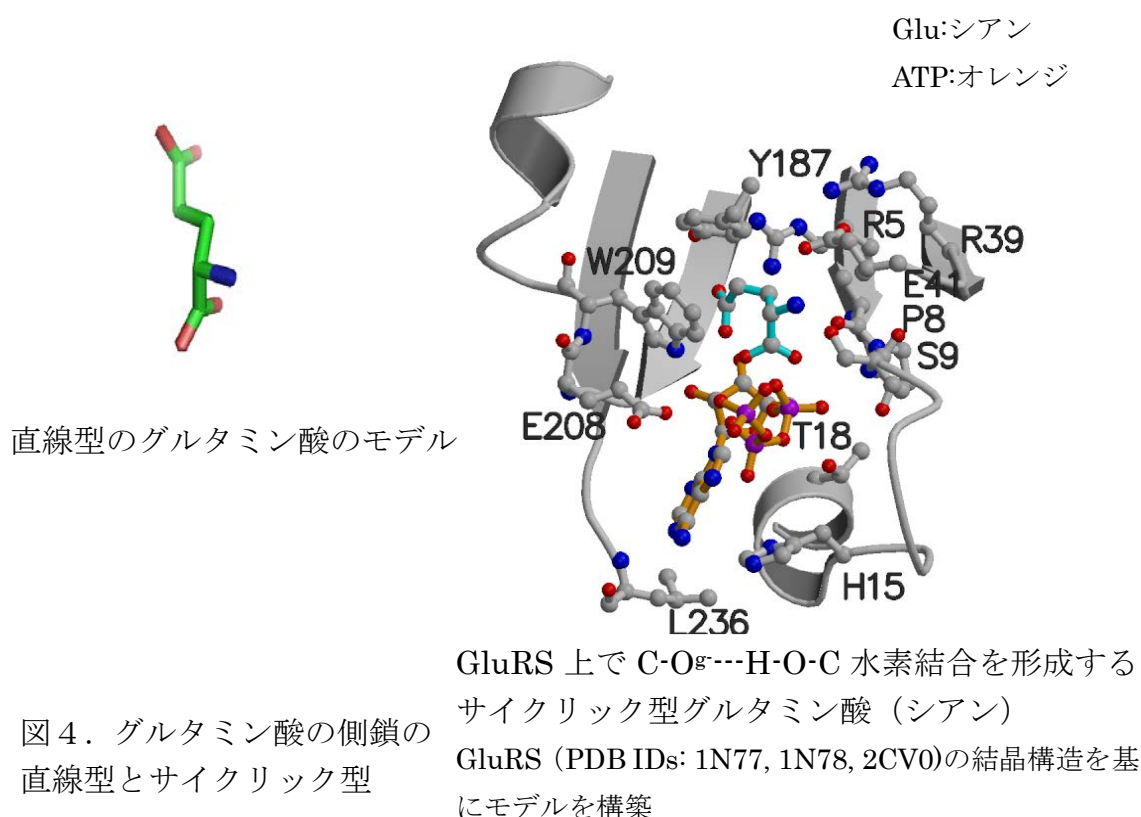 Glu:シアン
ATP:オレンジ
Y187
R5
R39
W209
E41
P8
S9
E208
T18
H15
L236
直線型のグルタミン酸のモデル
GluRS 上で C-Og----H-O-C 水素結合を形成する
サイクリック型グルタミン酸（シアン）
GluRS (PDB IDs: 1N77, 1N78, 2CV0)の結晶構造を基
にモデルを構築
図４．グルタミン酸の側鎖の
直線型とサイクリック型